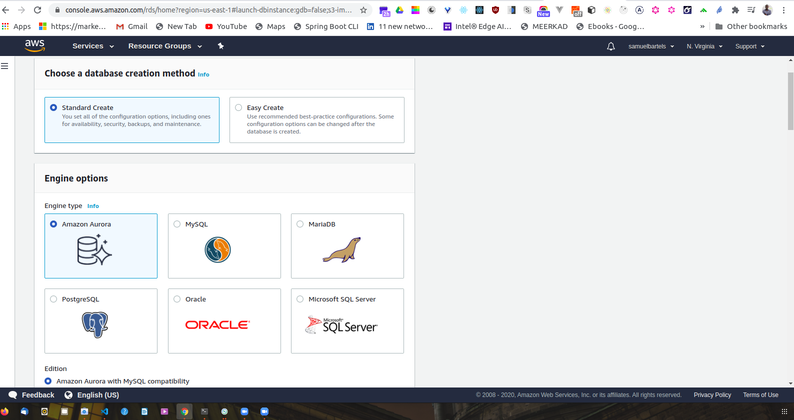 console.aws.amazon.com/rds/home?region=us-east-1#launch-dbinstance:gdb=false;s3-im...
Apps https://marke... Gmail New Tab YouTube Maps Spring Boot CLI 11 new netwo... Intel® Edge AI... MEERKAD Ebooks - Goog... » Other bookmarks
New
aws Services Resource Groups samuelbartels N. Virginia Support
Choose a database creation method Info
Standard Create
You set all of the configuration options, including ones
for availability, security, backups, and maintenance.
Easy Create
Use recommended best-practice configurations. Some
configuration options can be changed after the
database is created.
Engine options
Engine type Info
Amazon Aurora
MySQL
MariaDB
PostgreSQL
Oracle
ORACLE
Microsoft SQL Server
Microsoft
SQL Server
Edition
Amazon Aurora with MySQL compatibility
Feedback English (US) © 2008 - 2020, Amazon Web Services, Inc. or its affiliates. All rights reserved. Privacy Policy Terms of Use